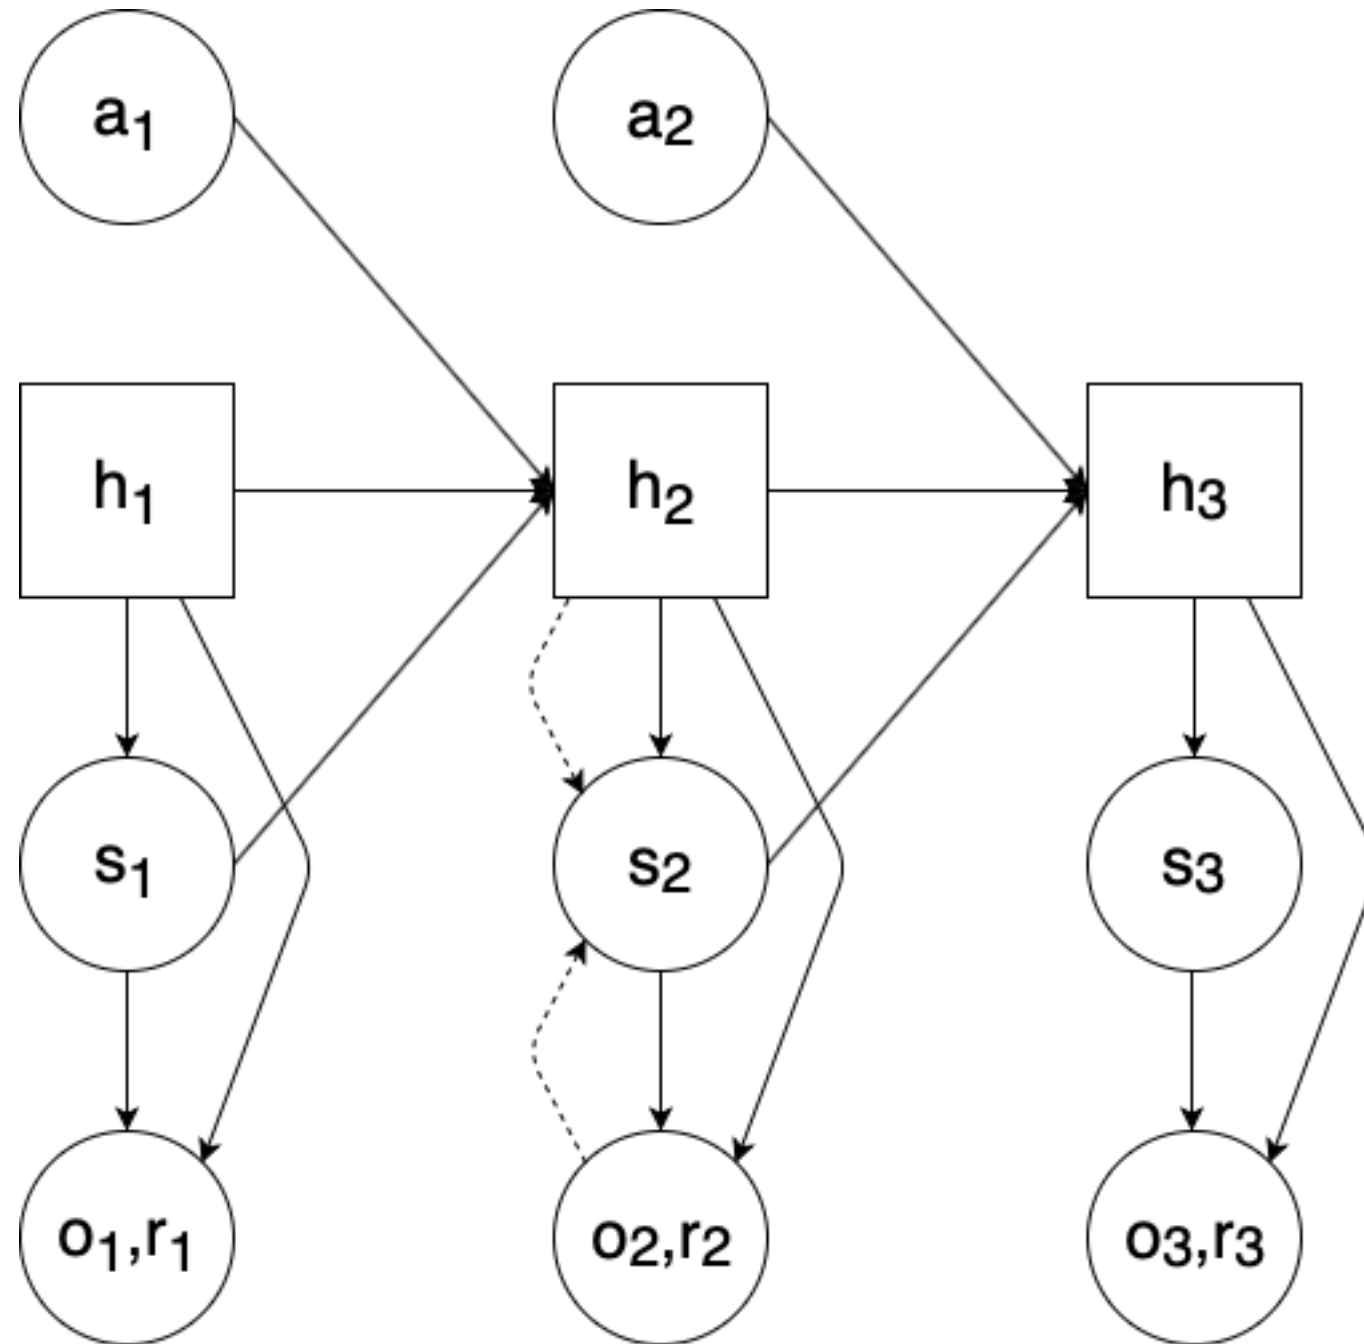 a₁ a₂
h₁ h₂ h₃
s₁ s₂ s₃
o₁,r₁ o₂,r₂ o₃,r₃